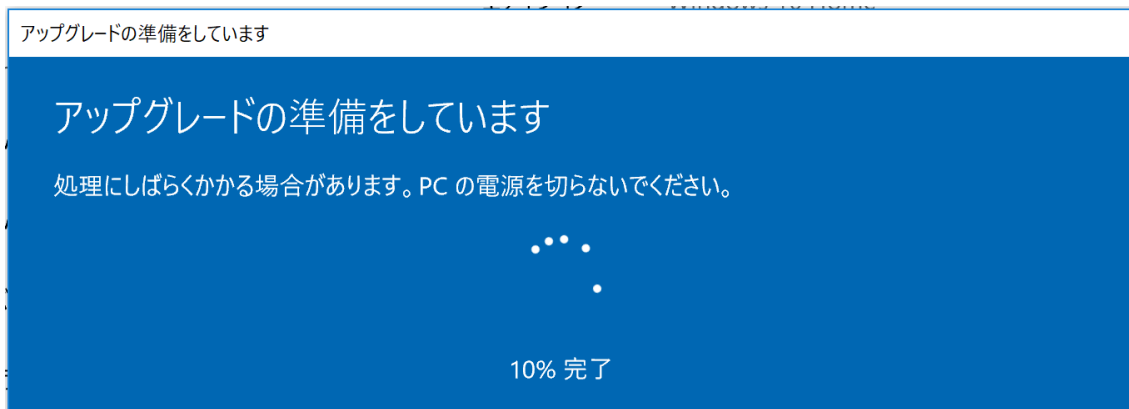 アップグレードの準備をしています
アップグレードの準備をしています
処理にしばらくかかる場合があります。PC の電源を切らないでください。
10% 完了